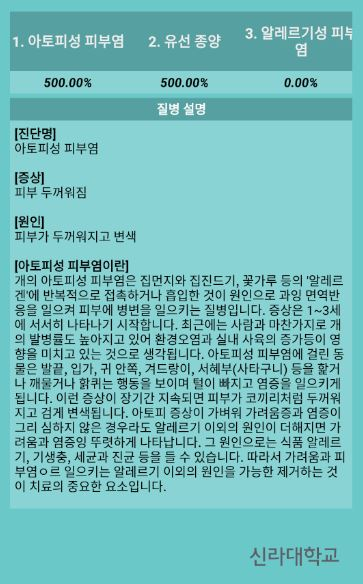 1. 아토피성 피부염
2. 유선 종양
3. 알레르기성 피부
염
500.00%
500.00%
0.00%
질병 설명
[진단명]
아토피성 피부염
[증상]
피부 두꺼워짐
[원인]
피부가 두꺼워지고 변색
[아토피성 피부염이란]
개의 아토피성 피부염은 집먼지와 집진드기, 꽃가루 등의 '알레르
겐'에 반복적으로 접촉하거나 흡입한 것이 원인으로 과잉 면역반
응을 일으켜 피부에 병변을 일으키는 질병입니다. 증상은 1~3세
에 서서히 나타나기 시작합니다. 최근에는 사람과 마찬가지로 개
의 발병률도 높아지고 있어 환경오염과 실내 사육의 증가등이 영
향을 미치고 있는 것으로 생각됩니다. 아토피성 피부염에 걸린 동
물은 발끝, 입가, 귀 안쪽, 겨드랑이, 서혜부(사타구니) 등을 핥거
나 깨물거나 핡퀴는 행동을 보이며 털이 빠지고 염증을 일으키게
됩니다. 이런 증상이 장기간 지속되면 피부가 코끼리처럼 두꺼워
지고 검게 변색됩니다. 아토피 증상이 가벼워 가려움증과 염증이
그리 심하지 않은 경우라도 알레르기 이외의 원인이 더해지면 가
려움과 염증잉 뚜렷하게 나타납니다. 그 원인으로는 식품 알레르
기, 기생충, 세균과 진균 등을 들 수 있습니다. 따라서 가려움과 피
부염ㅇㄹ 일으키는 알레르기 이외의 원인을 가능한 제거하는 것
이 치료의 중요한 요소입니다.
신라대학교